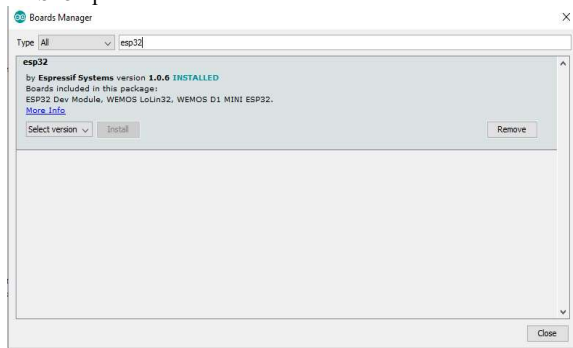 Boards Manager
Type All esp32
esp32
by Espressif Systems version 1.0.6 INSTALLED
Boards included in this package:
ESP32 Dev Module, WEMOS LoLin32, WEMOS D1 MINI ESP32.
More Info
Select version Install Remove
Close